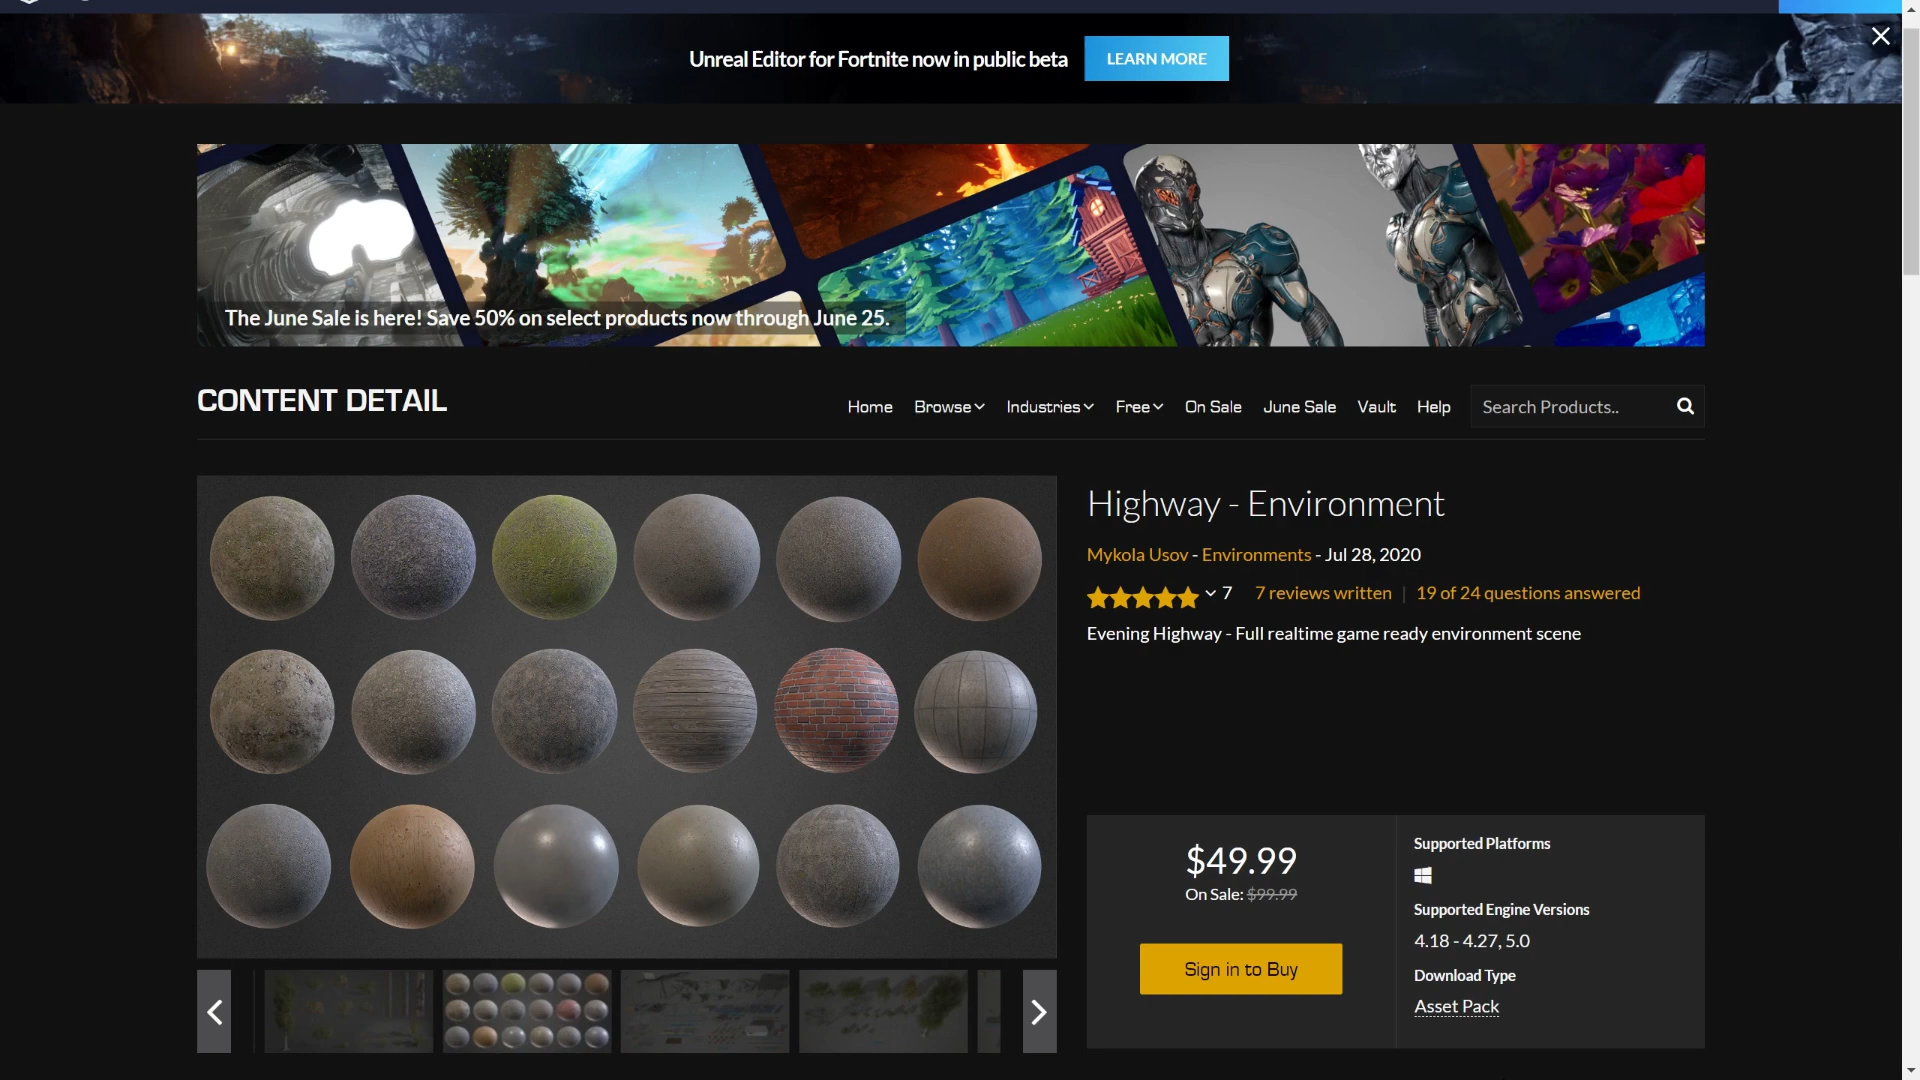 Unreal Editor for Fortnite now in public beta
LEARN MORE
The June Sale is here! Save 50% on select products now through June 25.
CONTENT DETAIL
Home Browse Industries Free On Sale June Sale Vault Help
Search Products..
Highway - Environment
Mykola Usov - Environments - Jul 28, 2020
7 7 reviews written | 19 of 24 questions answered
Evening Highway - Full realtime game ready environment scene
$49.99
On Sale: $99.99
Sign in to Buy
Supported Platforms
Supported Engine Versions
4.18 - 4.27, 5.0
Download Type
Asset Pack